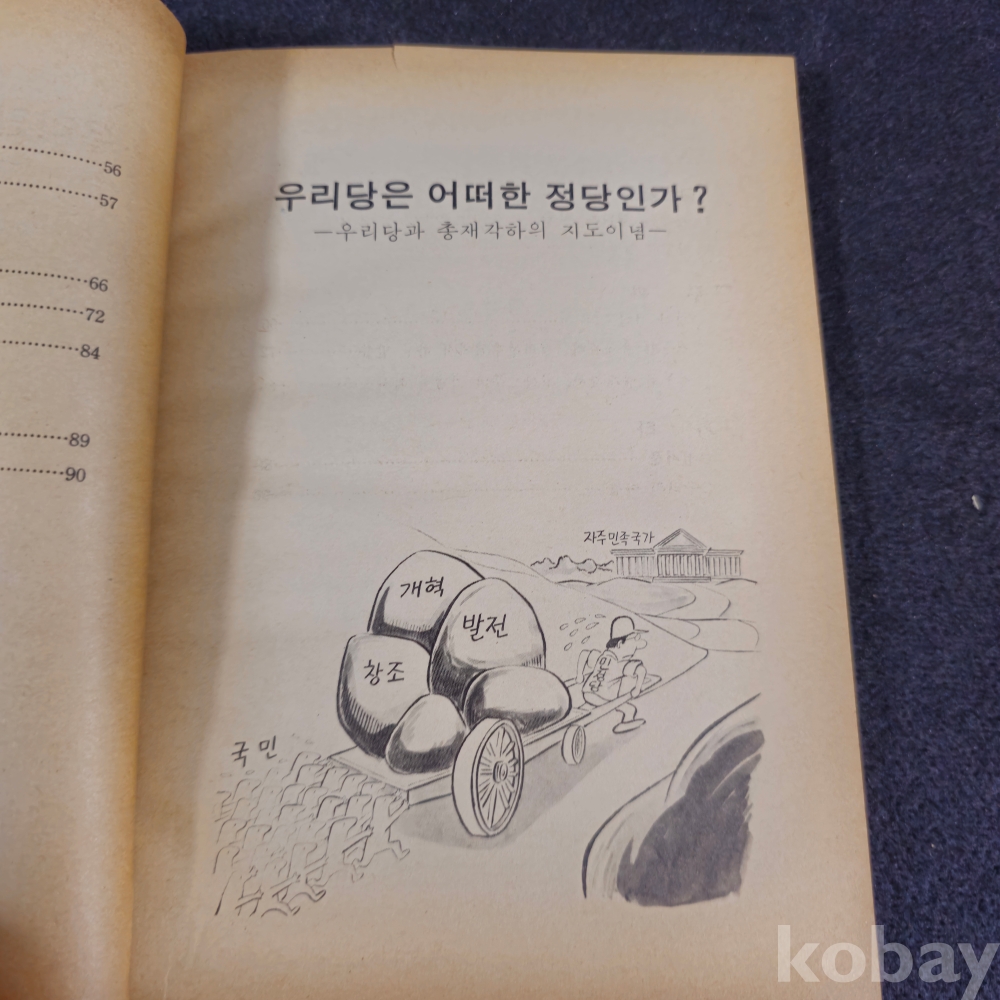 56
57
66
72
84
89
90
우리당은 어떠한 정당인가?
—우리당과 총재각하의 지도이념—
자주민족국가
개혁
발전
창조
국민
kobay